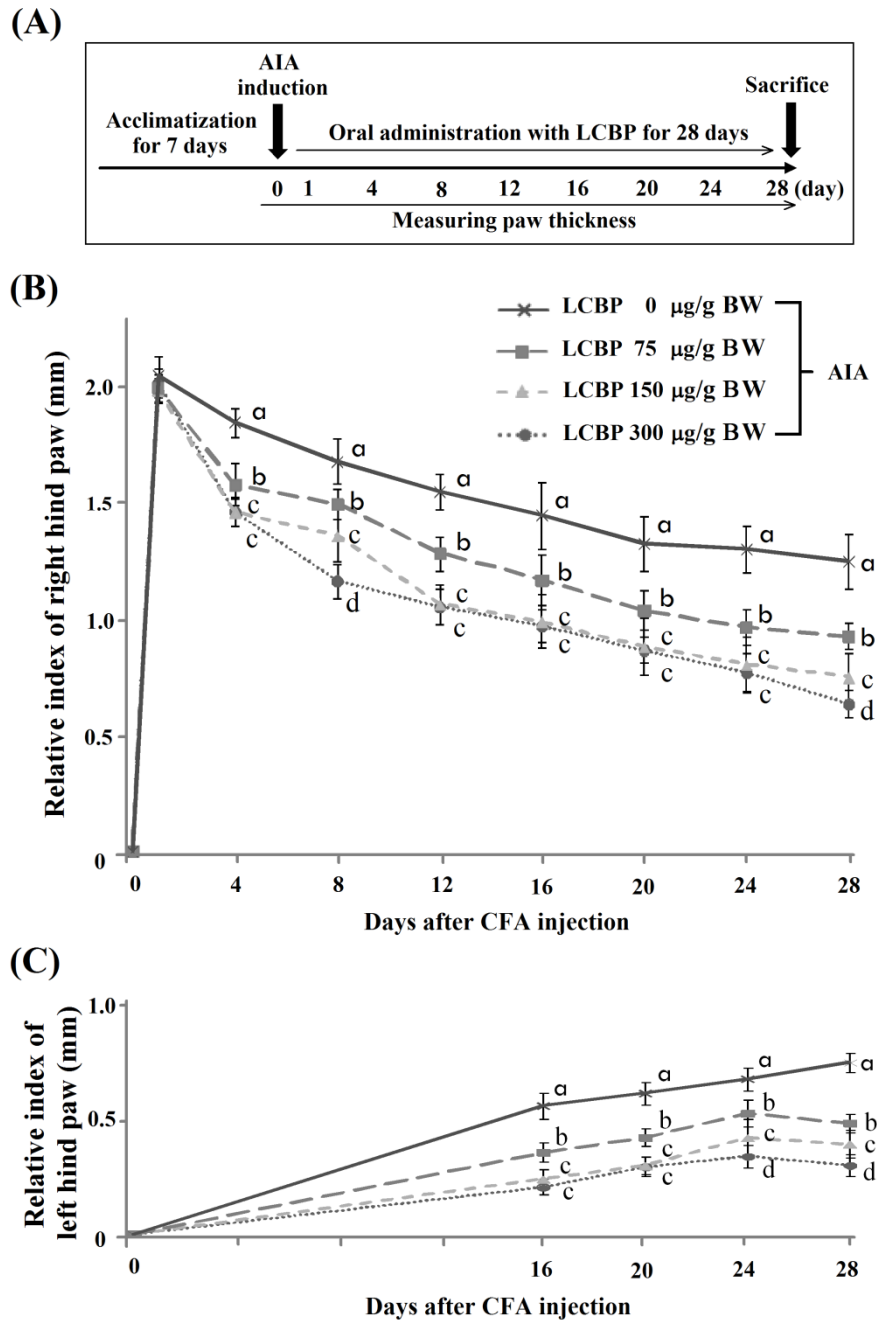 (A)
AIA
induction
Sacrifice
Acclimatization
for 7 days
Oral administration with LCBP for 28 days
0 1 4 8 12 16 20 24 28 (day)
Measuring paw thickness
(B)
LCBP 0 μg/g BW
LCBP 75 μg/g BW
LCBP 150 μg/g BW
LCBP 300 μg/g BW
AIA
Relative index of right hind paw (mm)
2.0
1.5
1.0
0.5
0
a a a a a a a
b b b b b b b
c c c c c c c
c d c c c c d
0 4 8 12 16 20 24 28
Days after CFA injection
(C)
Relative index of
left hind paw (mm)
1.0
0.5
0
a a a a
b b b b
c c c c
c c d d
0 16 20 24 28
Days after CFA injection